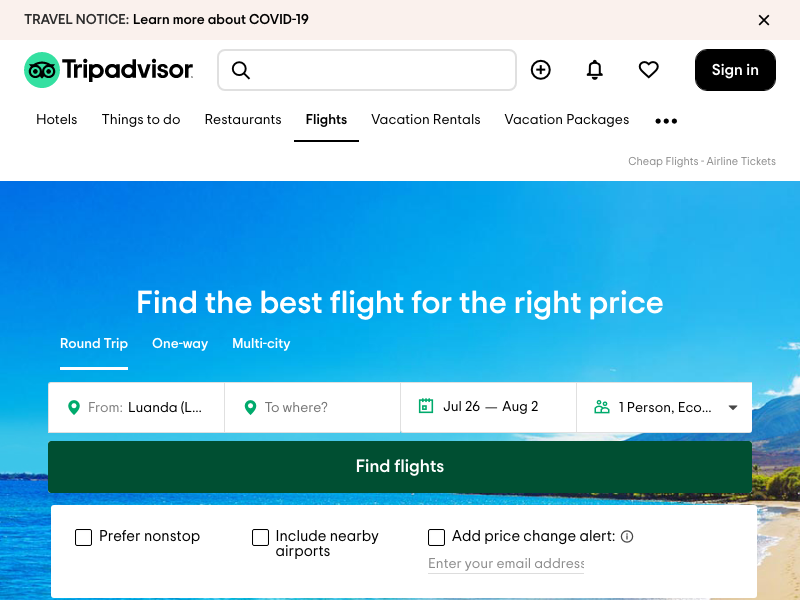 TRAVEL NOTICE: Learn more about COVID-19
Tripadvisor
Sign in
Hotels Things to do Restaurants Flights Vacation Rentals Vacation Packages
Cheap Flights - Airline Tickets
Find the best flight for the right price
Round Trip One-way Multi-city
From: Luanda (L... To where? Jul 26 — Aug 2 1 Person, Eco...
Find flights
Prefer nonstop Include nearby airports Add price change alert:
Enter your email address